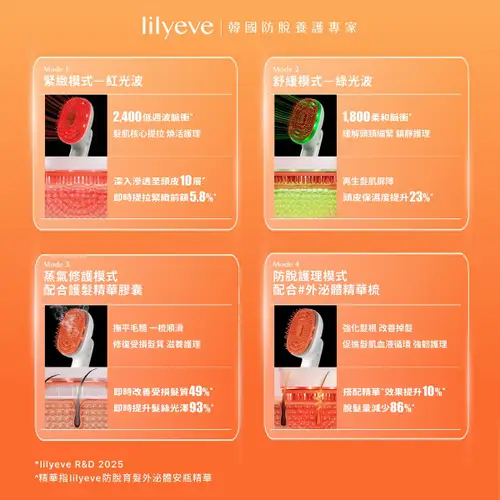 lilyeve | 韓國防脫養護專家
Mode 1
緊緻模式—紅光波
2,400低週波脈衝*
髮肌核心提拉 煥活護理
深入滲透至頭皮10層*
即時提拉緊緻前額5.8%*
Mode 2
舒緩模式—綠光波
1,800柔和脈衝*
緩解頭頸繃緊 鎮靜護理
再生髮肌屏障
頭皮保濕度提升23%*
Mode 3
蒸氣修護模式
配合護髮精華膠囊
撫平毛糙 一梳順滑
修復受損髮質 滋養護理
即時改善受損髮質49%*
即時提升髮絲光澤93%*
Mode 4
防脫護理模式
配合#外泌體精華梳
強化髮根 改善掉髮
促進髮肌血液循環 強韌護理
搭配精華^效果提升10%*
脫髮量減少86%*
*lilyeve R&D 2025
^精華指lilyeve防脫育髮外泌體安瓶精華